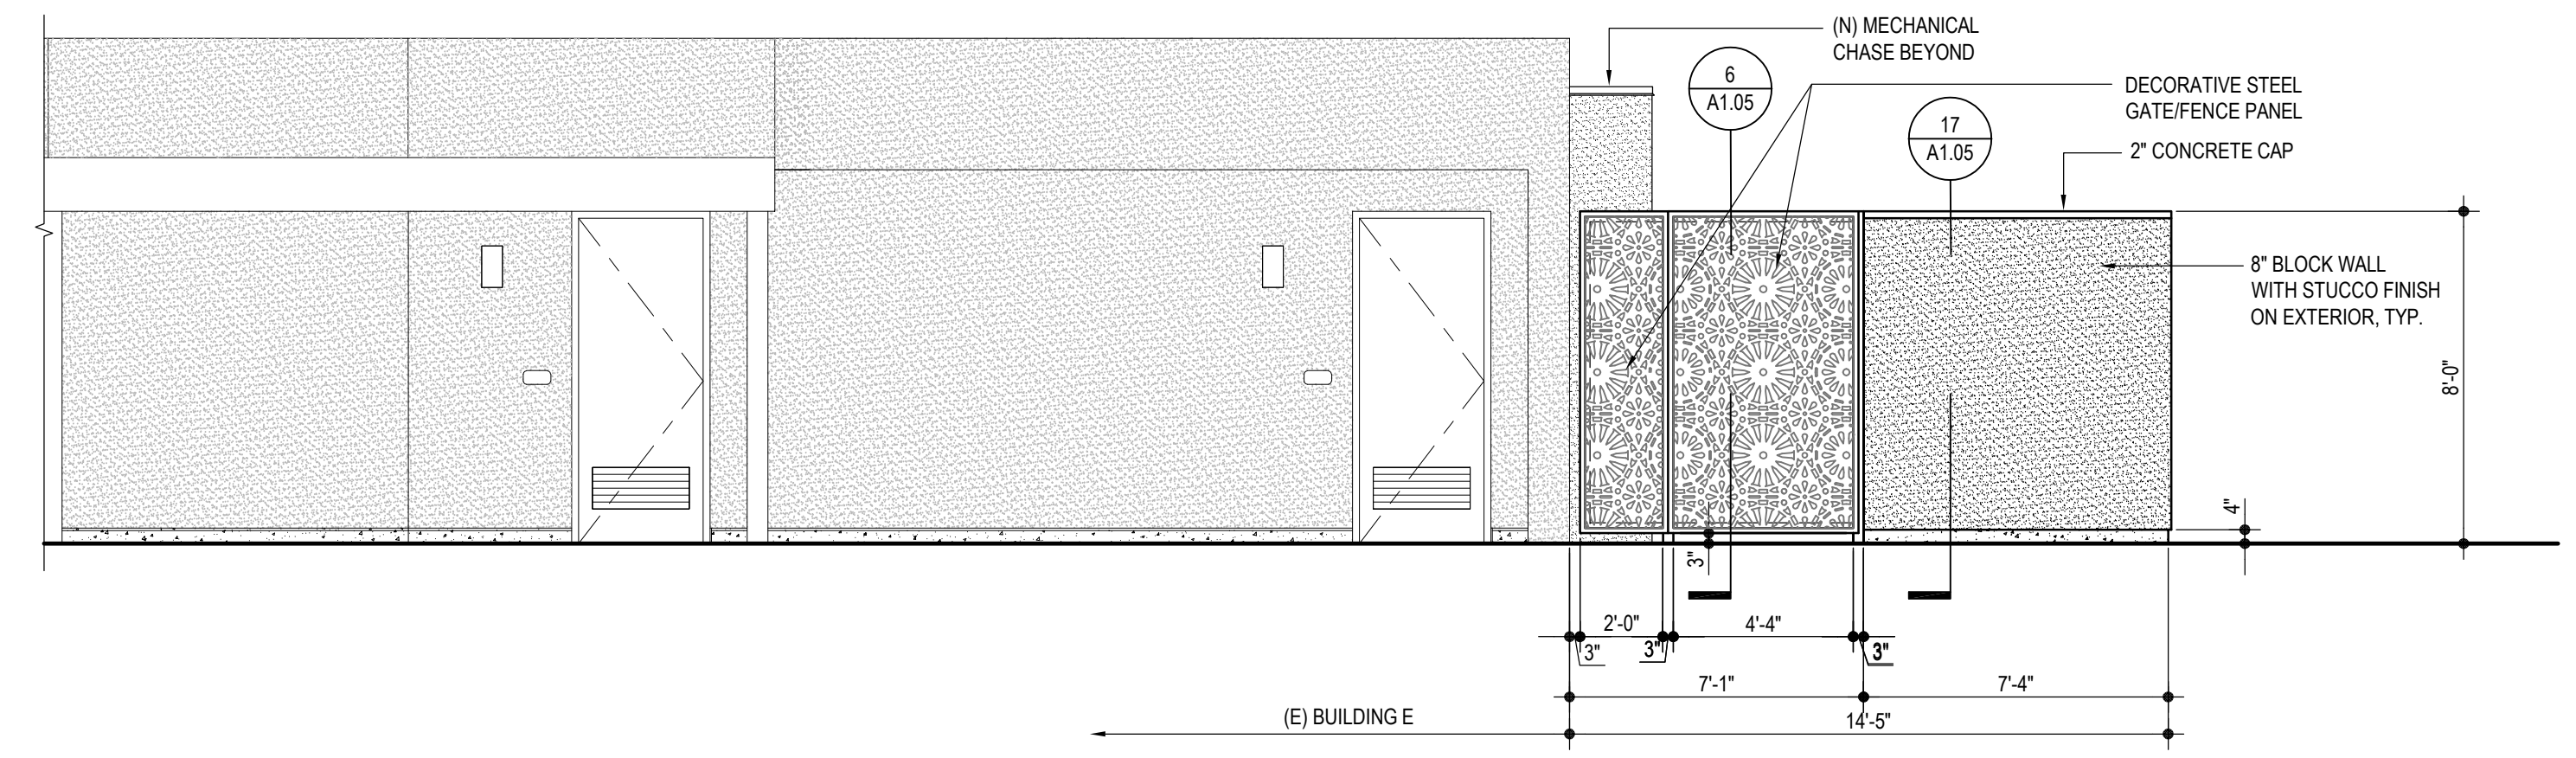 (N) MECHANICAL
CHASE BEYOND
6
A1.05
DECORATIVE STEEL
GATE/FENCE PANEL
17
A1.05
2" CONCRETE CAP
8" BLOCK WALL
WITH STUCCO FINISH
ON EXTERIOR, TYP.
8'-0"
4"
3"
2'-0"
4'-4"
3"
3"
3"
7'-1"
7'-4"
(E) BUILDING E
14'-5"